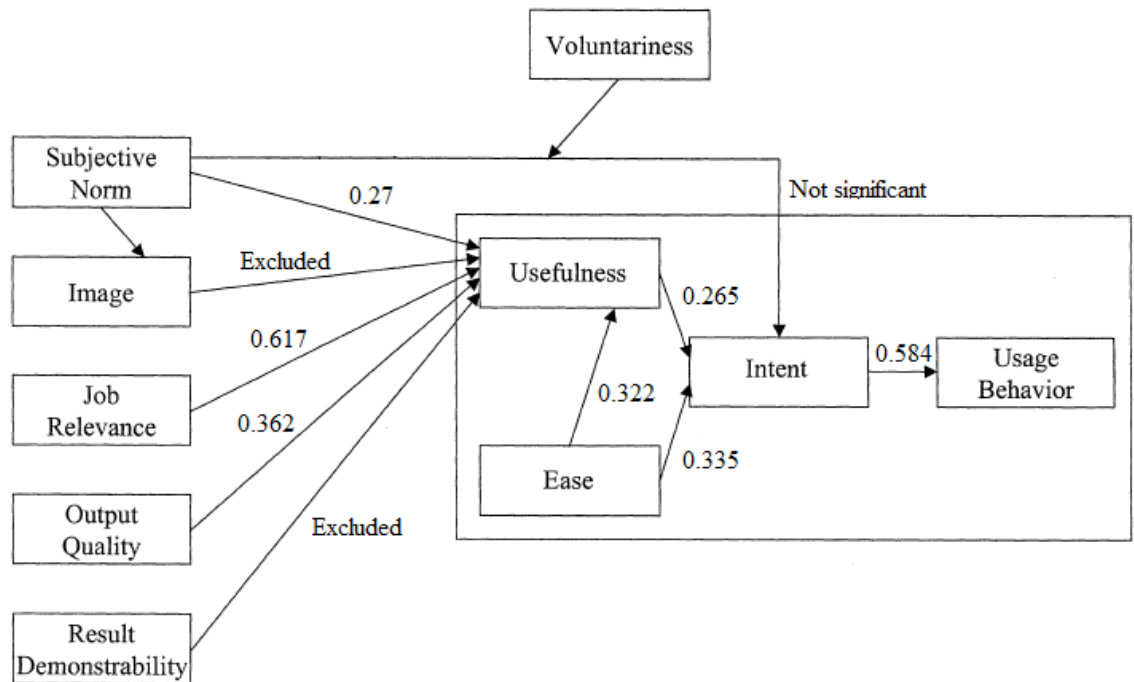 Voluntariness
Subjective
Norm
Not significant
0.27
Excluded
Usefulness
Image
0.265
0.617
0.584
Usage
Behavior
Intent
Job
Relevance
0.322
0.362
0.335
Ease
Output
Quality
Excluded
Result
Demonstrability